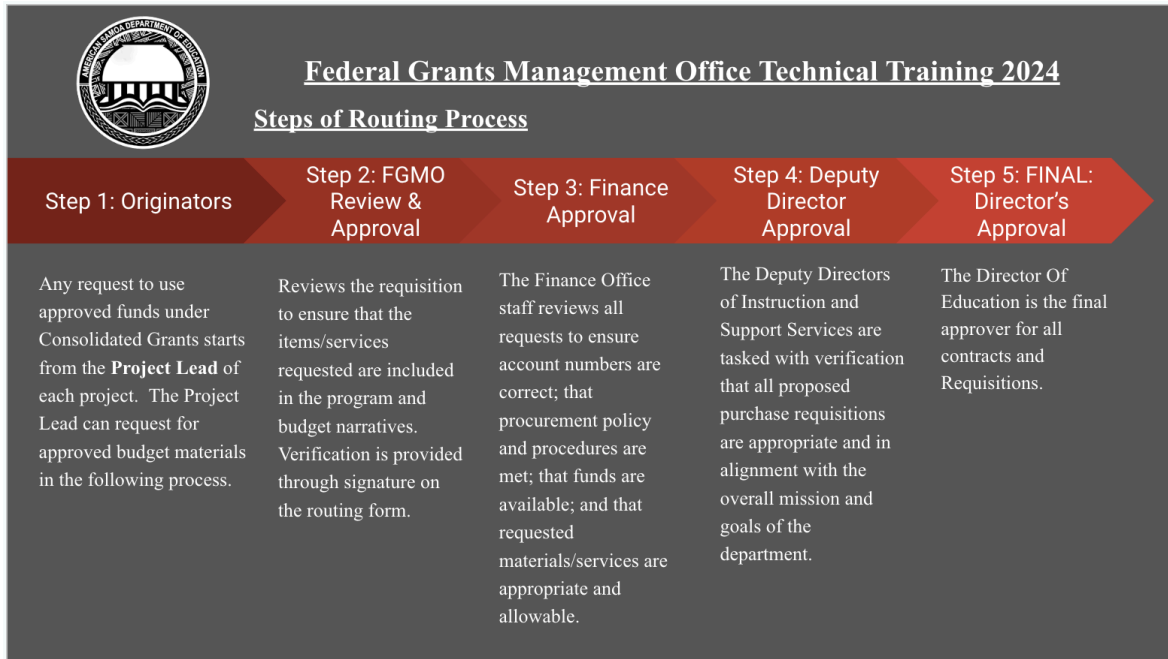 AMERICAN SAMOA DEPARTMENT OF EDUCATION
Federal Grants Management Office Technical Training 2024
Steps of Routing Process
Step 1: Originators
Step 2: FGMO
Review &
Approval
Step 3: Finance
Approval
Step 4: Deputy
Director
Approval
Step 5: FINAL:
Director's
Approval
Any request to use
approved funds under
Consolidated Grants starts
from the Project Lead of
each project.  The Project
Lead can request for
approved budget materials
in the following process.
Reviews the requisition
to ensure that the
items/services
requested are included
in the program and
budget narratives.
Verification is provided
through signature on
the routing form.
The Finance Office
staff reviews all
requests to ensure
account numbers are
correct; that
procurement policy
and procedures are
met; that funds are
available; and that
requested
materials/services are
appropriate and
allowable.
The Deputy Directors
of Instruction and
Support Services are
tasked with verification
that all proposed
purchase requisitions
are appropriate and in
alignment with the
overall mission and
goals of the
department.
The Director Of
Education is the final
approver for all
contracts and
Requisitions.